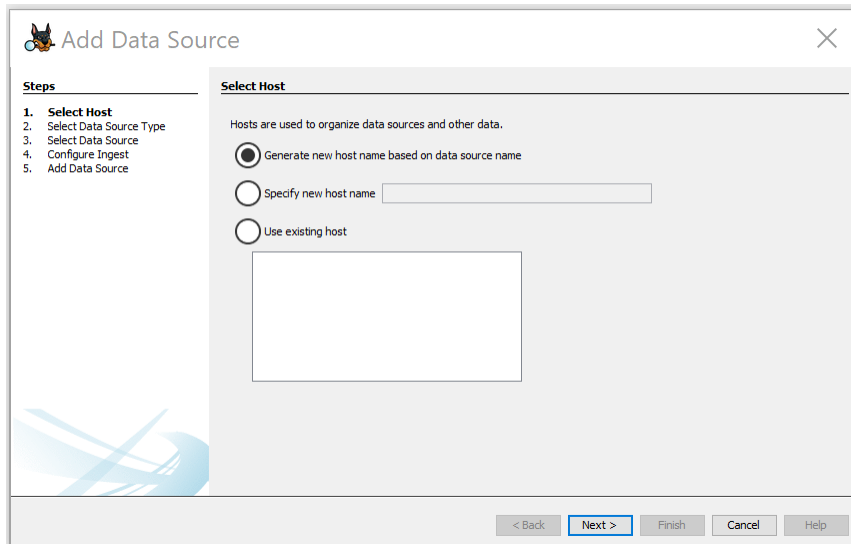 Add Data Source
Steps
1. Select Host
2. Select Data Source Type
3. Select Data Source
4. Configure Ingest
5. Add Data Source
Select Host
Hosts are used to organize data sources and other data.
Generate new host name based on data source name
Specify new host name
Use existing host
< Back Next > Finish Cancel Help